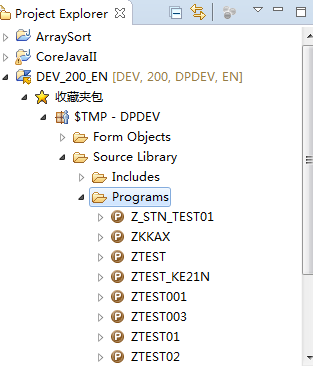 Project Explorer
ArraySort
CoreJavaII
DEV_200_EN [DEV, 200, DPDEV, EN]
收藏夹包
$TMP - DPDEV
Form Objects
Source Library
Includes
Programs
Z_STN_TEST01
ZKKAX
ZTEST
ZTEST_KE21N
ZTEST001
ZTEST003
ZTEST01
ZTEST02